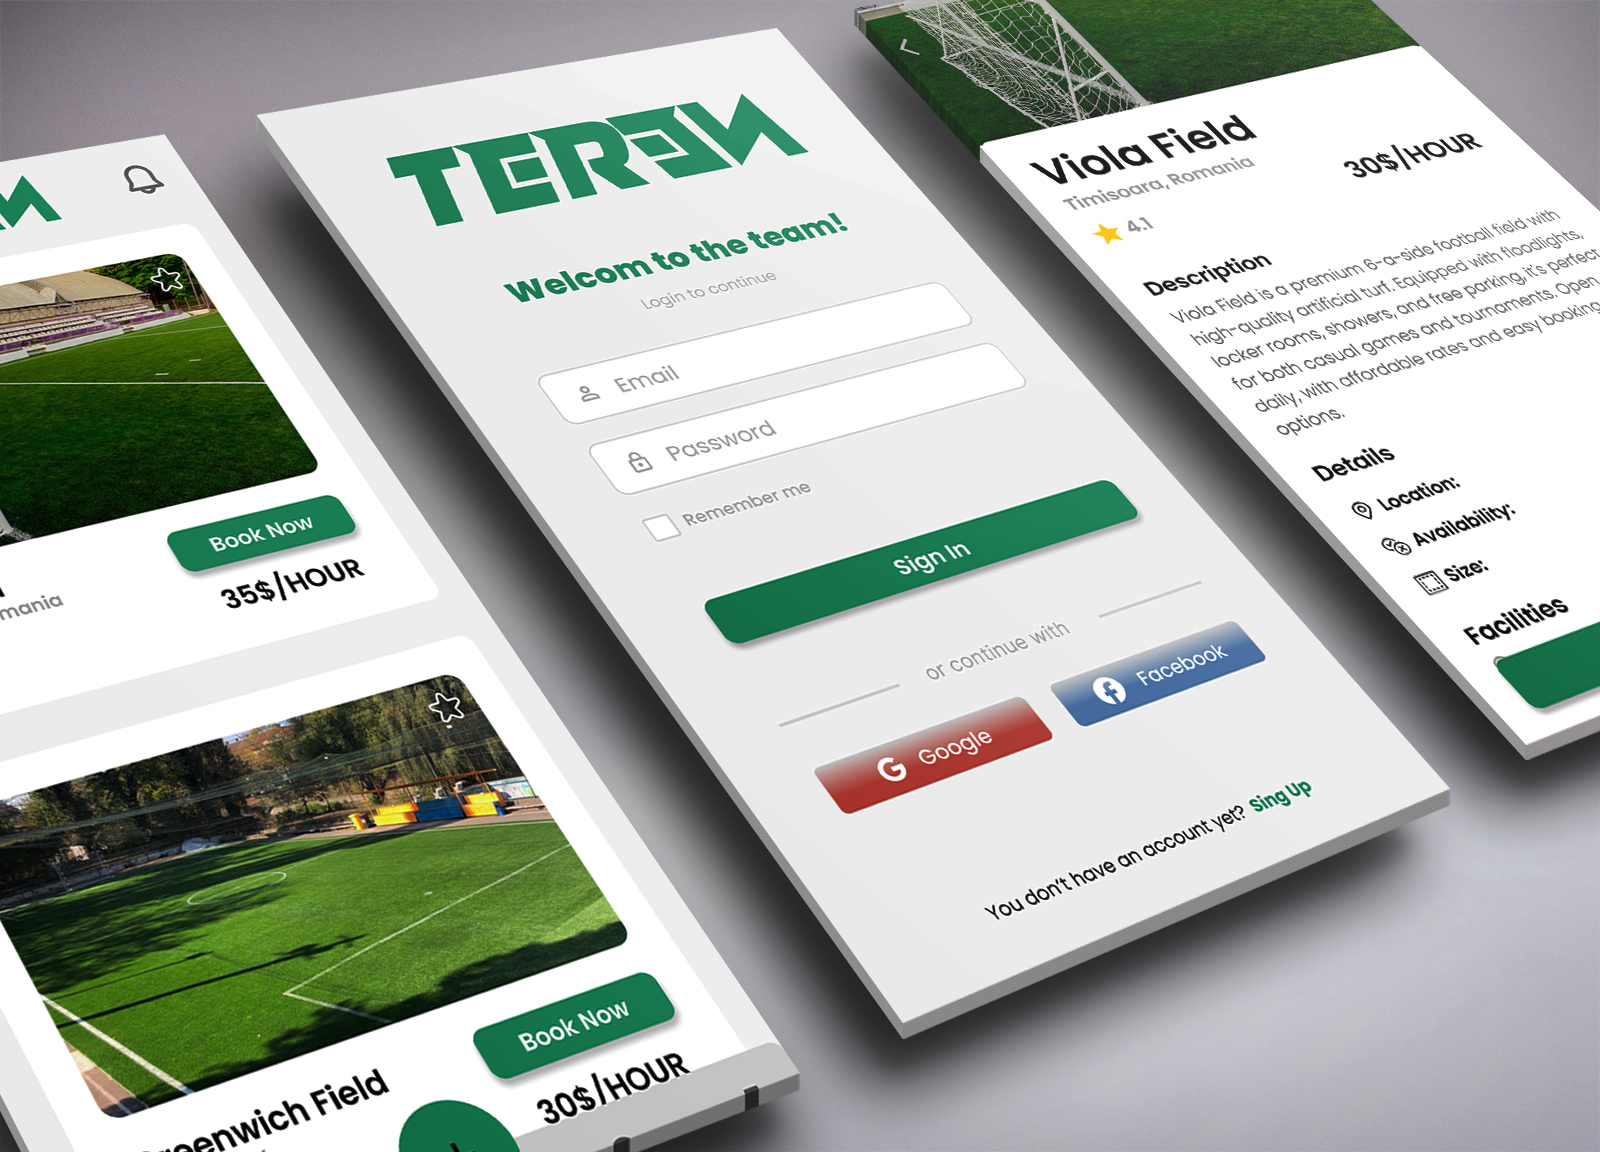 Book Now
35$/HOUR
mania
Book Now
30$/HOUR
reenwich Field
TEREN
Welcom to the team!
Login to continue
Email
Password
Remember me
Sign In
or continue with
Google
Facebook
You don't have an account yet? Sing Up
Viola Field
Timisoara, Romania
30$/HOUR
4.1
Description
Viola Field is a premium 6-a-side football field with
high-quality artificial turf. Equipped with floodlights,
locker rooms, showers, and free parking, it's perfect
for both casual games and tournaments. Open
daily, with affordable rates and easy booking
options.
Details
Location:
Availability:
Size:
Facilities